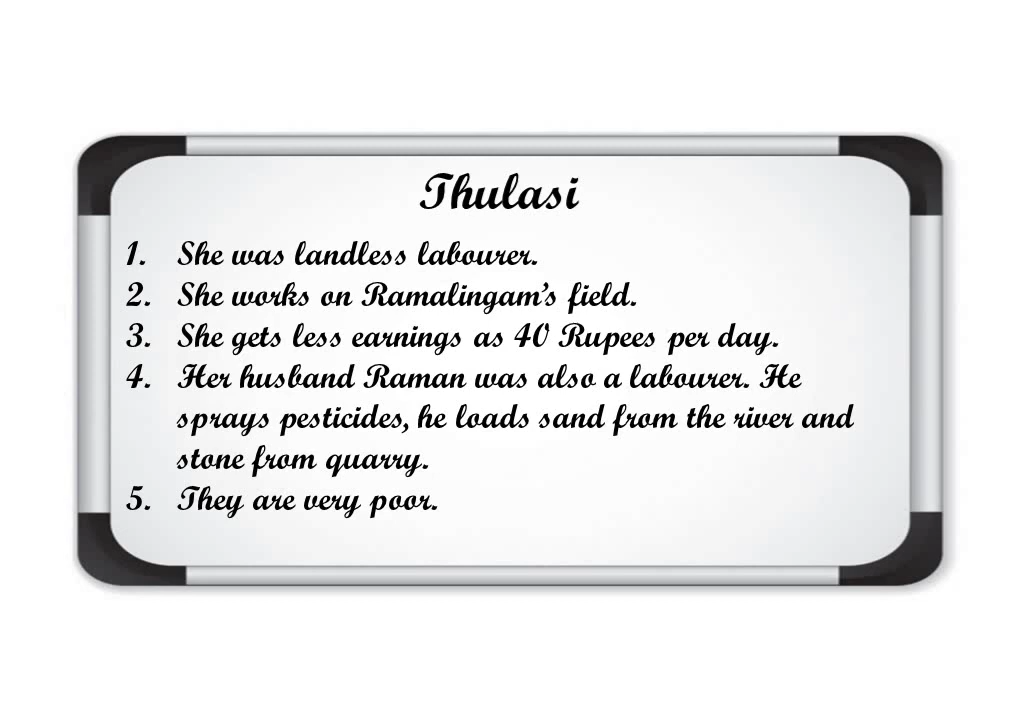 Thulasi
1. She was landless labourer.
2. She works on Ramalingam's field.
3. She gets less earnings as 40 Rupees per day.
4. Her husband Raman was also a labourer. He
sprays pesticides, he loads sand from the river and
stone from quarry.
5. They are very poor.